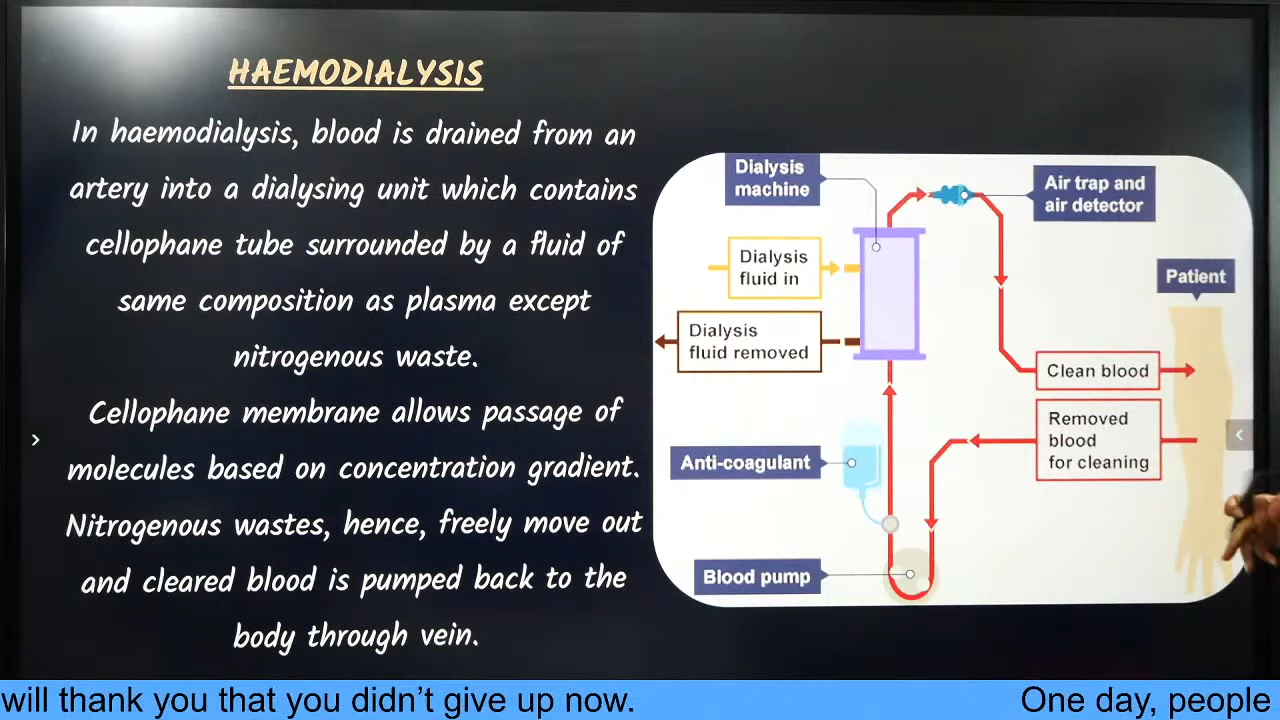 HAEMODIALYSIS
In haemodialysis, blood is drained from an
artery into a dialysing unit which contains
cellophane tube surrounded by a fluid of
same composition as plasma except
nitrogenous waste.
Cellophane membrane allows passage of
molecules based on concentration gradient.
Nitrogenous wastes, hence, freely move out
and cleared blood is pumped back to the
body through vein.
Dialysis
machine
Air trap and
air detector
Dialysis
fluid in
Patient
Dialysis
fluid removed
Clean blood
Removed
blood
for cleaning
Anti-coagulant
Blood pump
will thank you that you didn't give up now.
One day, people